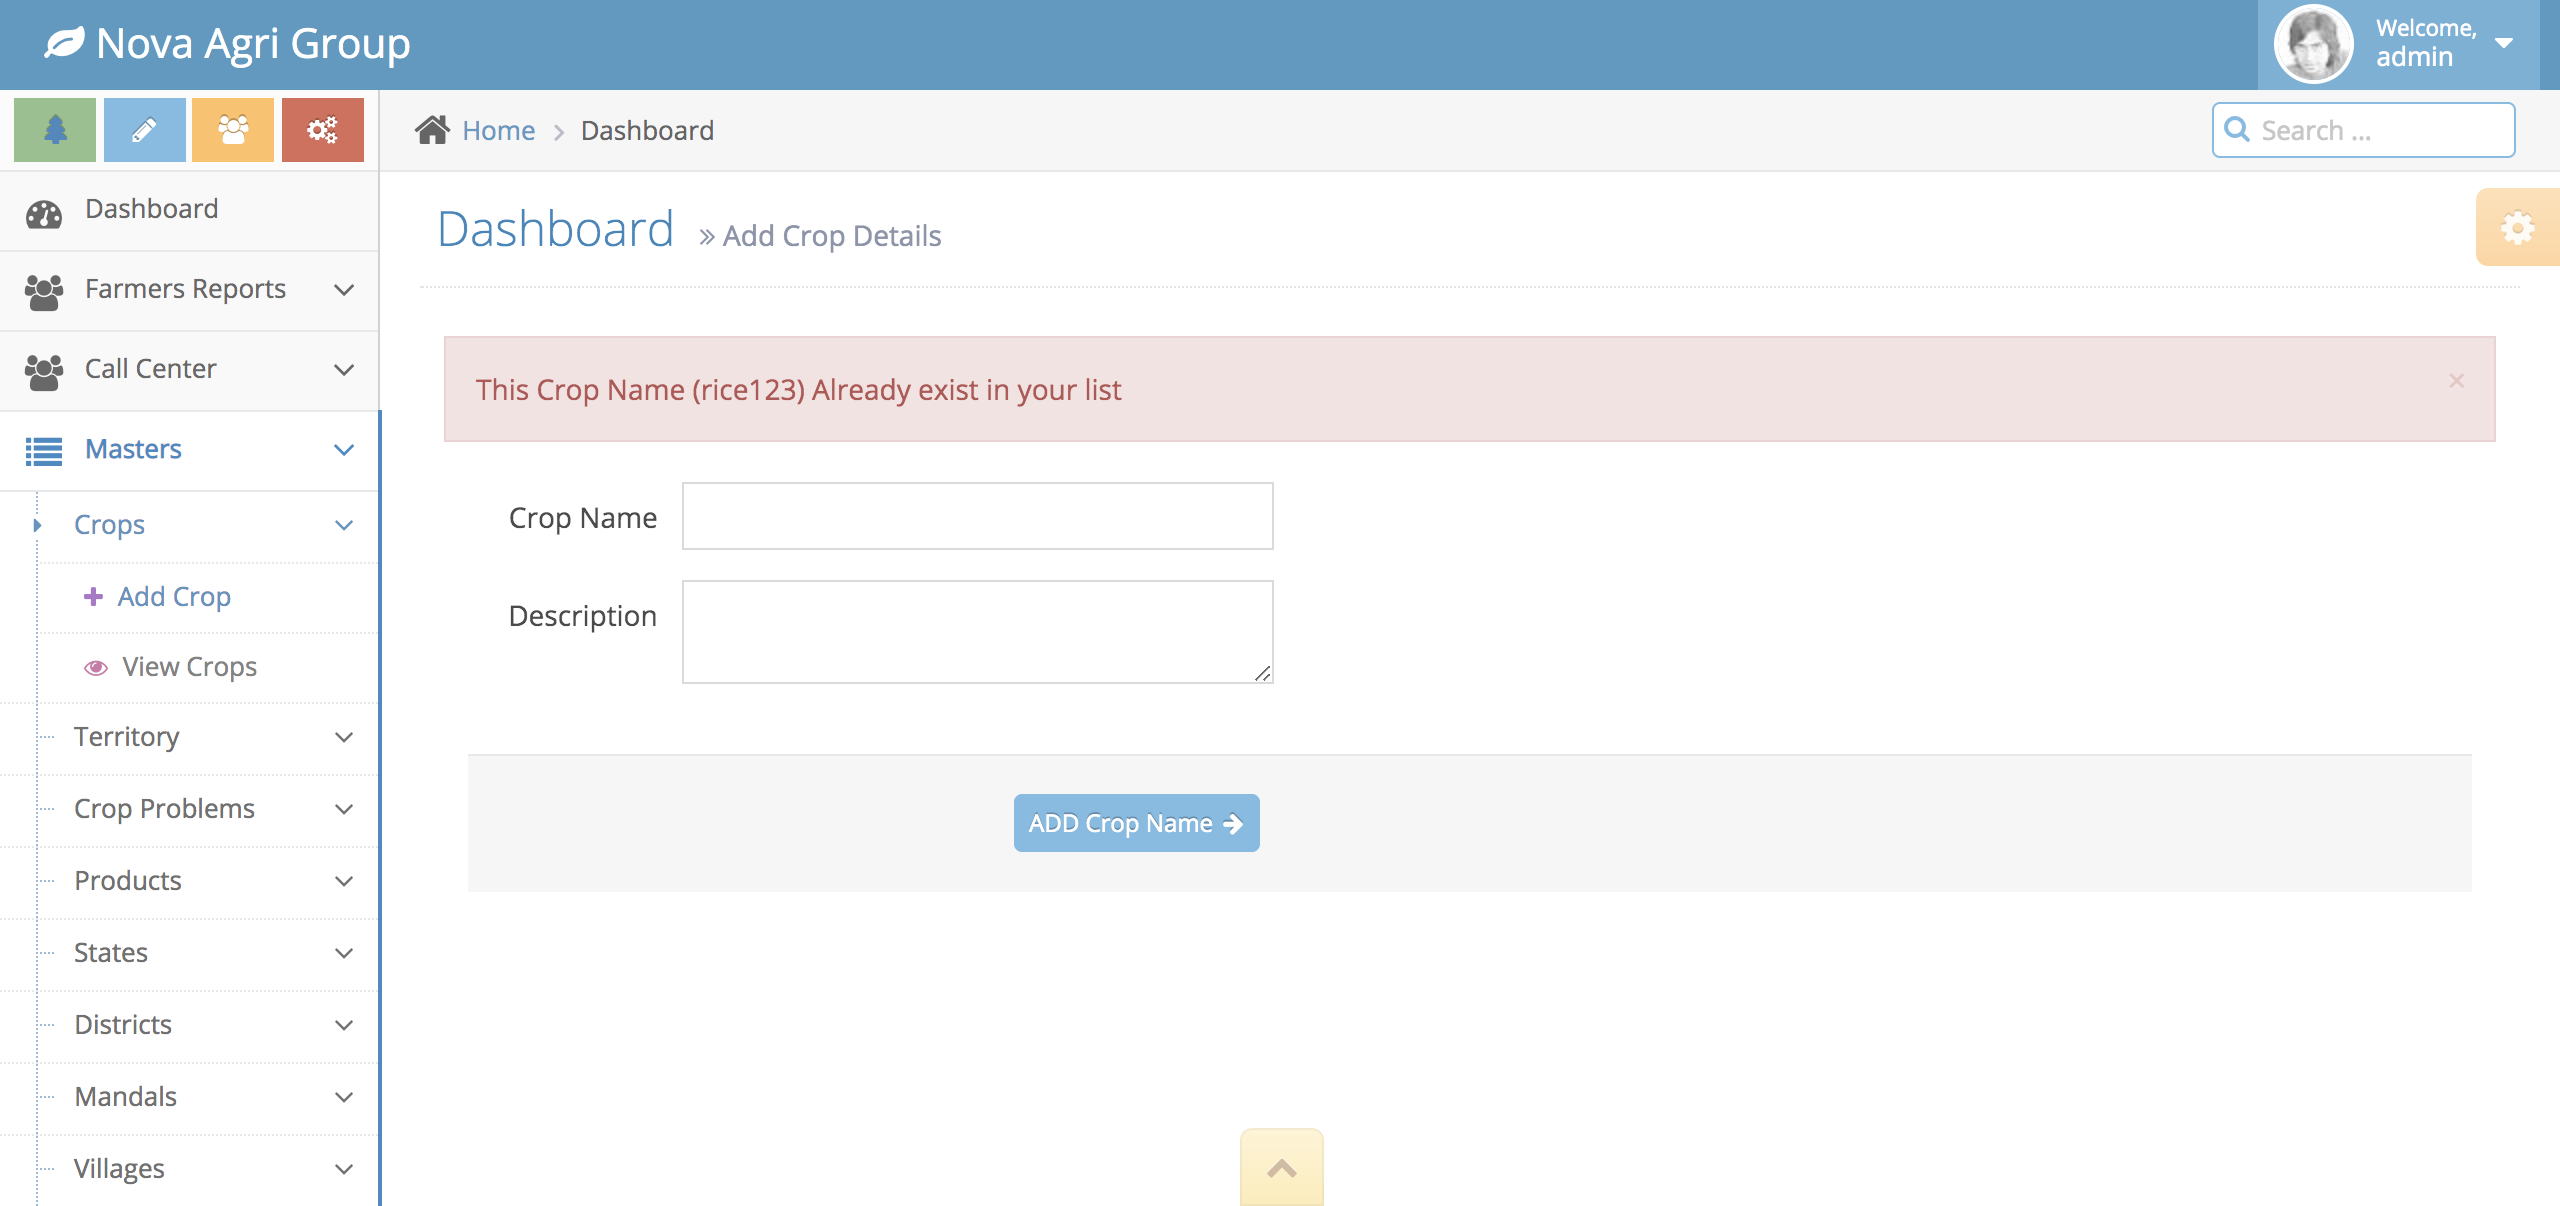 Nova Agri Group
Welcome,
admin
Home
Dashboard
Search ...
Dashboard
Farmers Reports
Call Center
Masters
Crops
Add Crop
View Crops
Territory
Crop Problems
Products
States
Districts
Mandals
Villages
Dashboard » Add Crop Details
This Crop Name (rice123) Already exist in your list
×
Crop Name
Description
ADD Crop Name